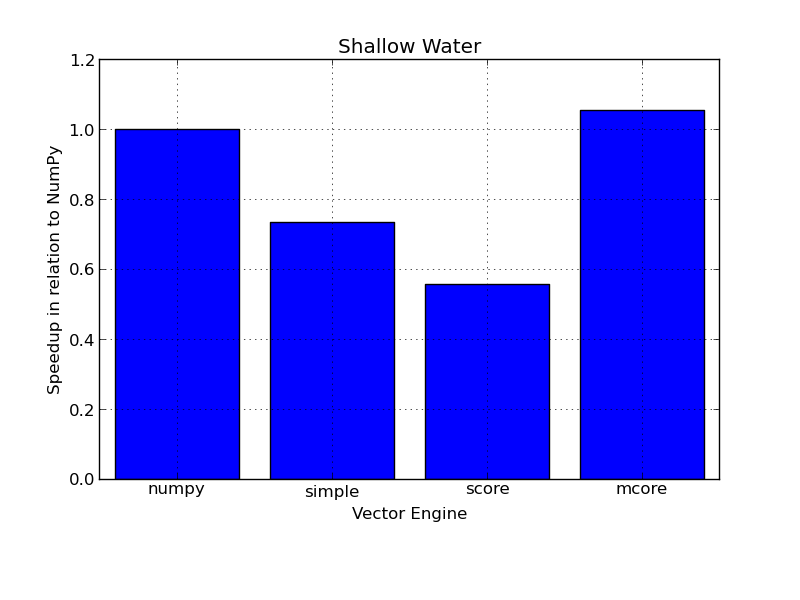 Shallow Water
Speedup in relation to NumPy
1.2
1.0
0.8
0.6
0.4
0.2
0.0
numpy
simple
score
mcore
Vector Engine